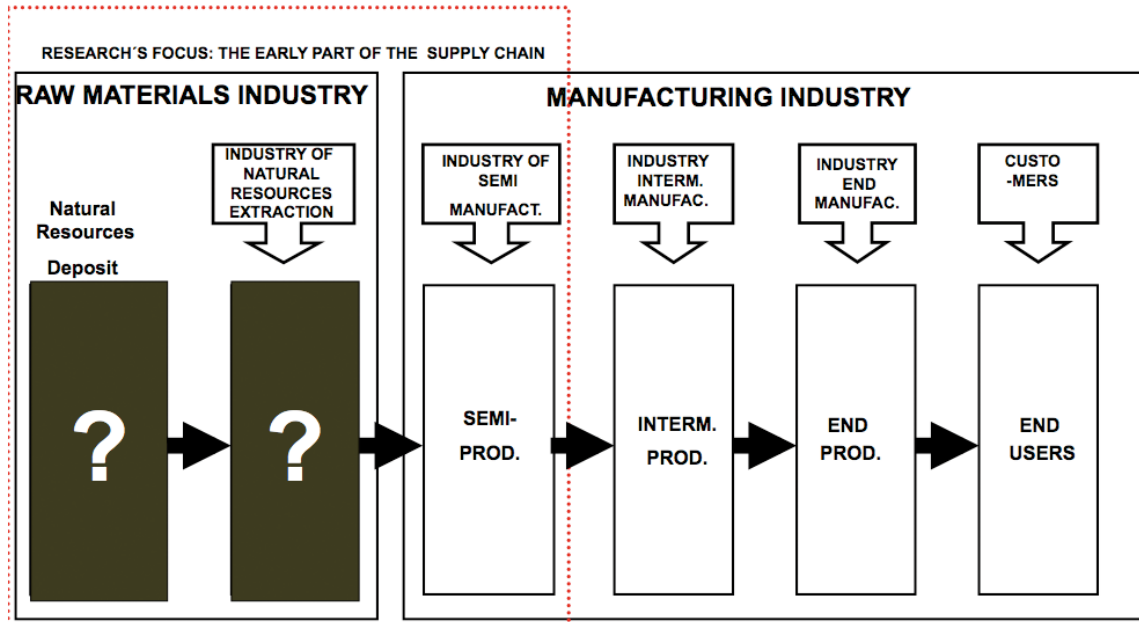 RESEARCH´S FOCUS: THE EARLY PART OF THE SUPPLY CHAIN
RAW MATERIALS INDUSTRY
MANUFACTURING INDUSTRY
Natural
Resources
Deposit
INDUSTRY OF
NATURAL
RESOURCES
EXTRACTION
INDUSTRY OF
SEMI
MANUFACT.
INDUSTRY
INTERM.
MANUFAC.
INDUSTRY
END
MANUFAC.
CUSTO
-MERS
?
?
SEMI-
PROD.
INTERM.
PROD.
END
PROD.
END
USERS